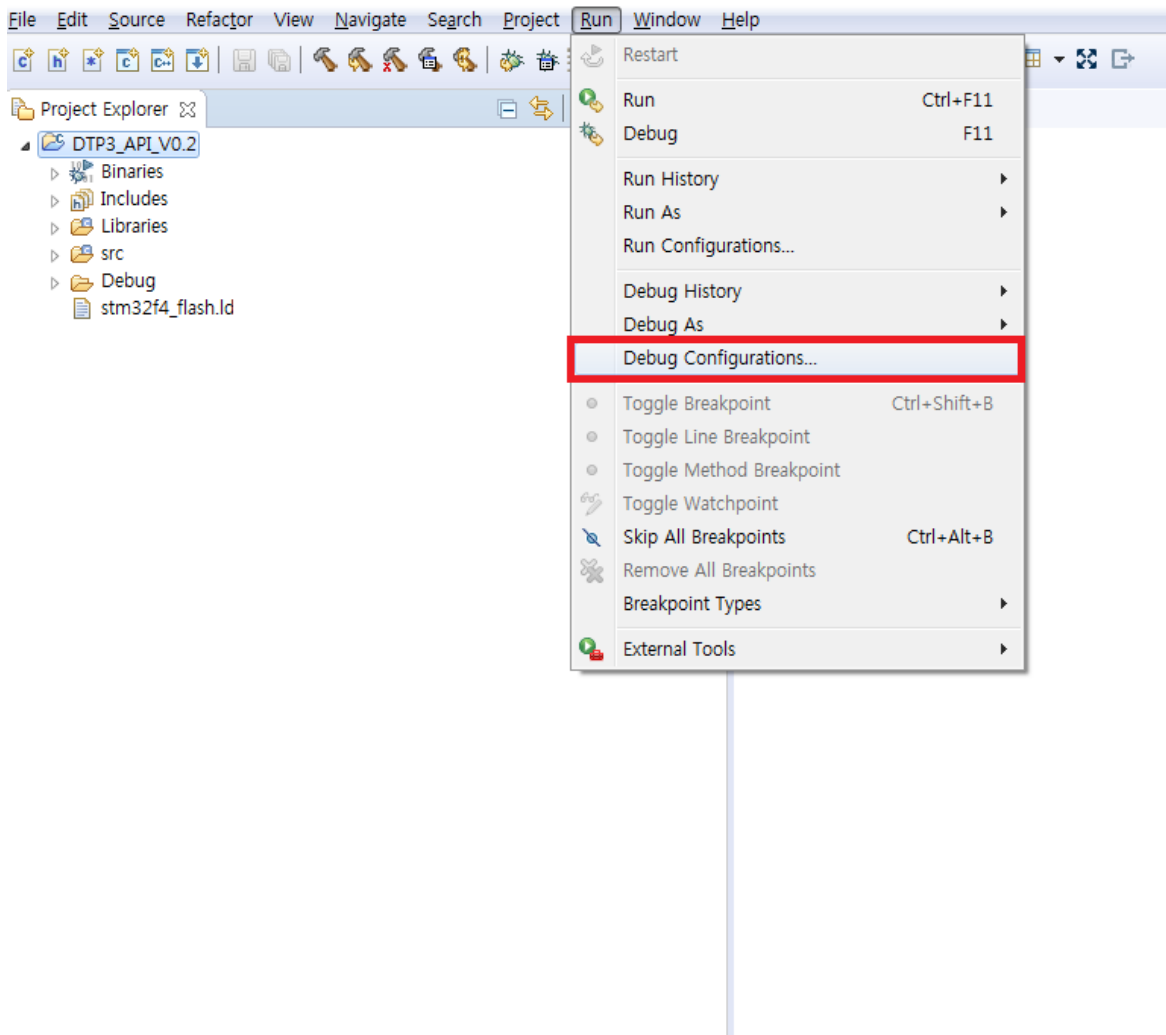 File Edit Source Refactor View Navigate Search Project Run Window Help
Project Explorer
DTP3_API_V0.2
Binaries
Includes
Libraries
src
Debug
stm32f4_flash.ld
Restart
Run Ctrl+F11
Debug F11
Run History
Run As
Run Configurations...
Debug History
Debug As
Debug Configurations...
Toggle Breakpoint Ctrl+Shift+B
Toggle Line Breakpoint
Toggle Method Breakpoint
Toggle Watchpoint
Skip All Breakpoints Ctrl+Alt+B
Remove All Breakpoints
Breakpoint Types
External Tools